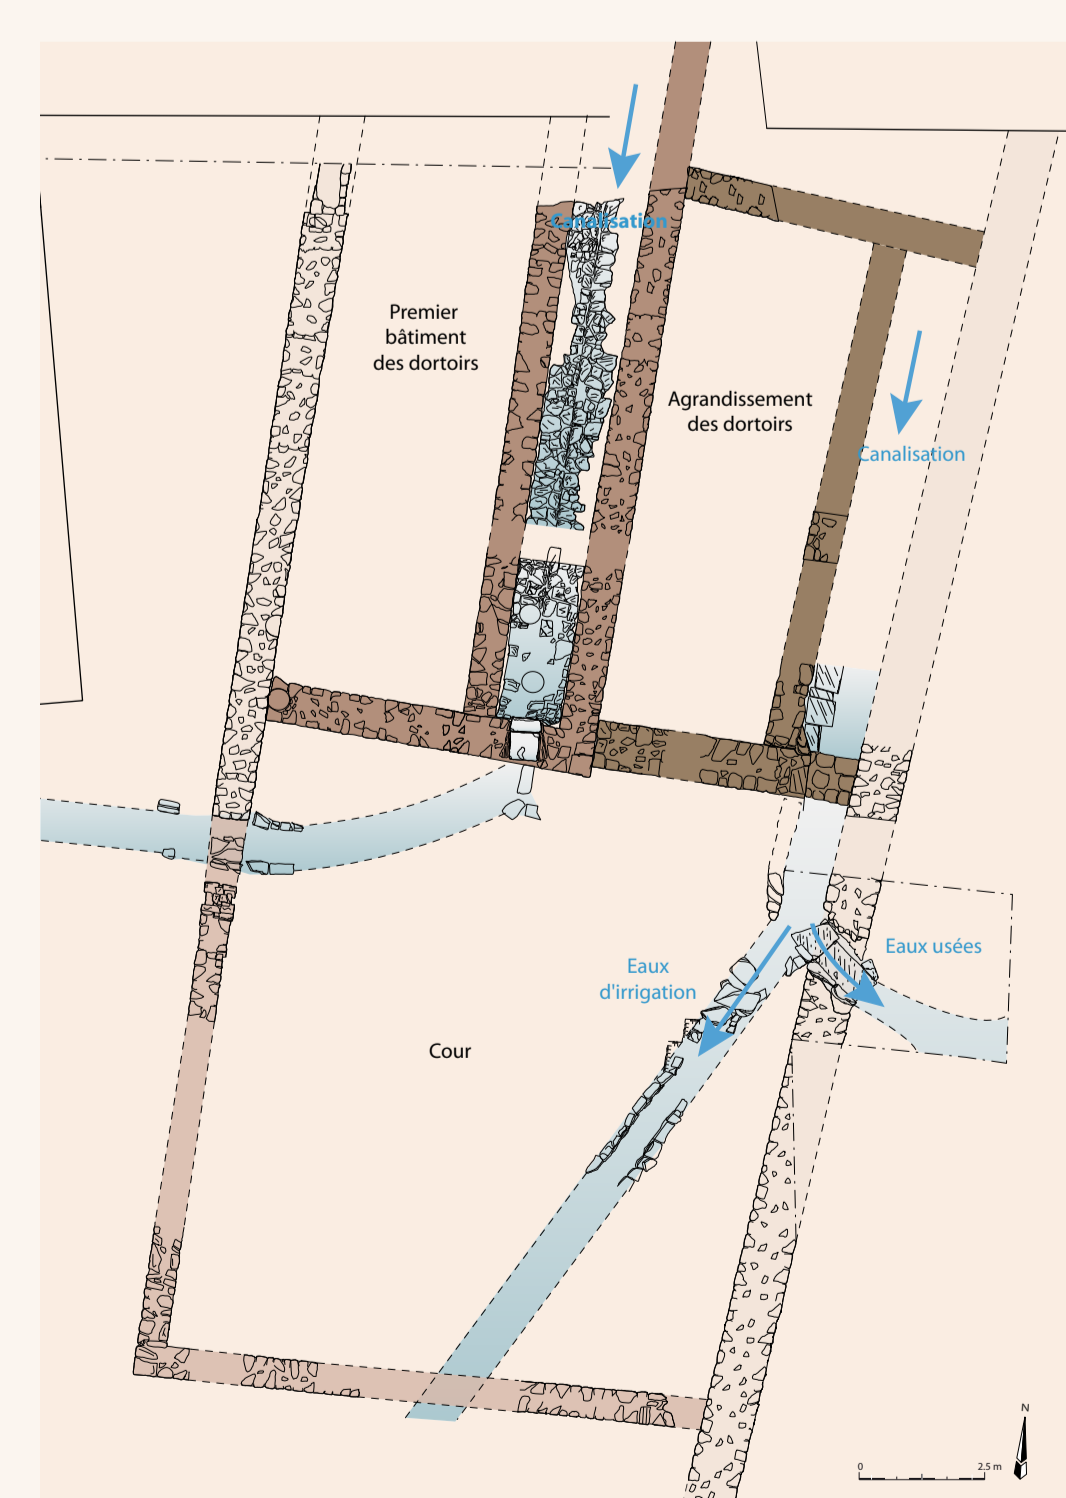 Canalisation
Premier
bâtiment
des dortoirs
Agrandissement
des dortoirs
Canalisation
Eaux usées
Eaux
d'irrigation
Cour
N
0 2.5 m